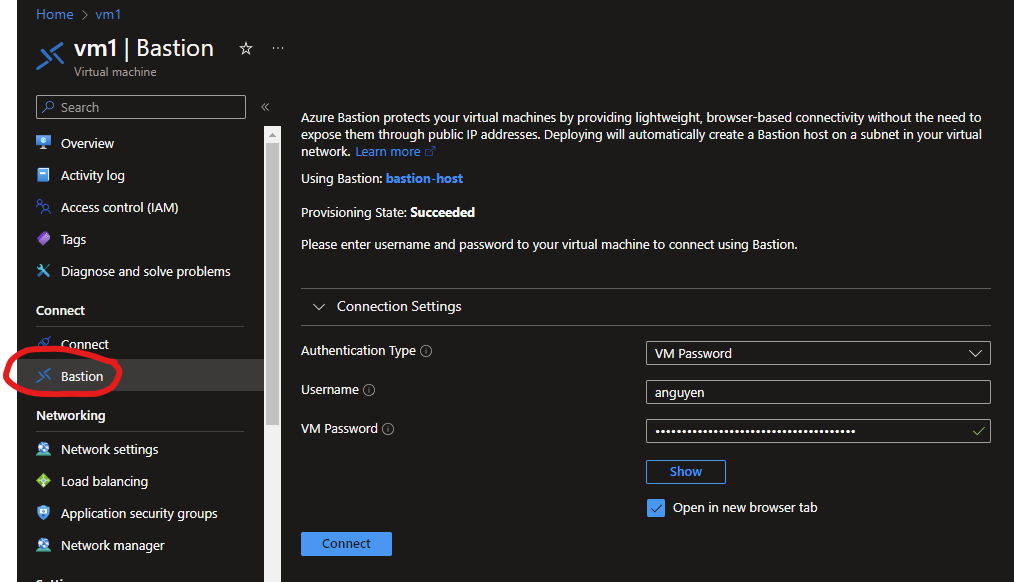 Home > vm1
vm1 | Bastion
Virtual machine
Search
Overview
Activity log
Access control (IAM)
Tags
Diagnose and solve problems
Connect
Connect
Bastion
Networking
Network settings
Load balancing
Application security groups
Network manager
Azure Bastion protects your virtual machines by providing lightweight, browser-based connectivity without the need to
expose them through public IP addresses. Deploying will automatically create a Bastion host on a subnet in your virtual
network. Learn more
Using Bastion: bastion-host
Provisioning State: Succeeded
Please enter username and password to your virtual machine to connect using Bastion.
Connection Settings
Authentication Type
VM Password
Username
anguyen
VM Password
Show
Open in new browser tab
Connect